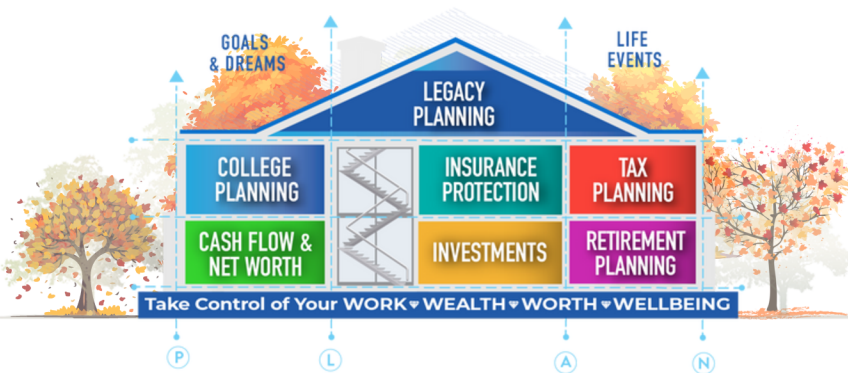 GOALS
& DREAMS
LIFE
EVENTS
LEGACY
PLANNING
COLLEGE
PLANNING
INSURANCE
PROTECTION
TAX
PLANNING
CASH FLOW &
NET WORTH
INVESTMENTS
RETIREMENT
PLANNING
Take Control of Your WORK WEALTH WORTH WELLBEING
P L A N